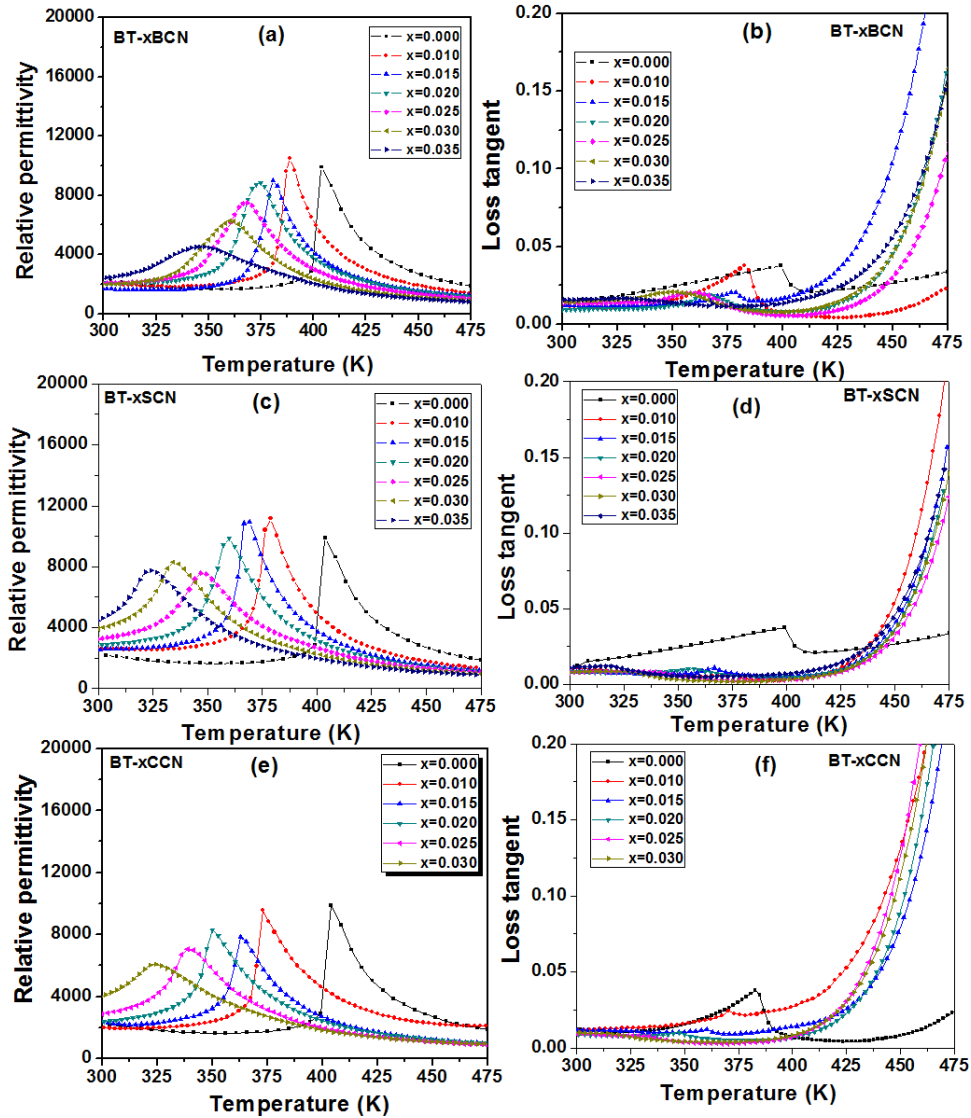 (a)
BT-xBCN
x=0.000
x=0.010
x=0.015
x=0.020
x=0.025
x=0.030
x=0.035
20000
16000
12000
8000
4000
0
Relative permittivity
300 325 350 375 400 425 450 475
Temperature (K)
(b)
BT-xBCN
x=0.000
x=0.010
x=0.015
x=0.020
x=0.025
x=0.030
x=0.035
0.20
0.15
0.10
0.05
0.00
Loss tangent
300 325 350 375 400 425 450 475
Temperature (K)
BT-xSCN
(c)
x=0.000
x=0.010
x=0.015
x=0.020
x=0.025
x=0.030
x=0.035
20000
16000
12000
8000
4000
0
Relative permittivity
300 325 350 375 400 425 450 475
Temperature (K)
(d)
BT-xSCN
x=0.000
x=0.010
x=0.015
x=0.020
x=0.025
x=0.030
x=0.035
0.20
0.15
0.10
0.05
0.00
Loss tangent
300 325 350 375 400 425 450 475
Temperature (K)
BT-xCCN
(e)
x=0.000
x=0.010
x=0.015
x=0.020
x=0.025
x=0.030
20000
16000
12000
8000
4000
0
Relative permittivity
300 325 350 375 400 425 450 475
Temperature (K)
BT-xCCN
(f)
x=0.000
x=0.010
x=0.015
x=0.020
x=0.025
x=0.030
0.20
0.15
0.10
0.05
0.00
Loss tangent
300 325 350 375 400 425 450 475
Temperature (K)